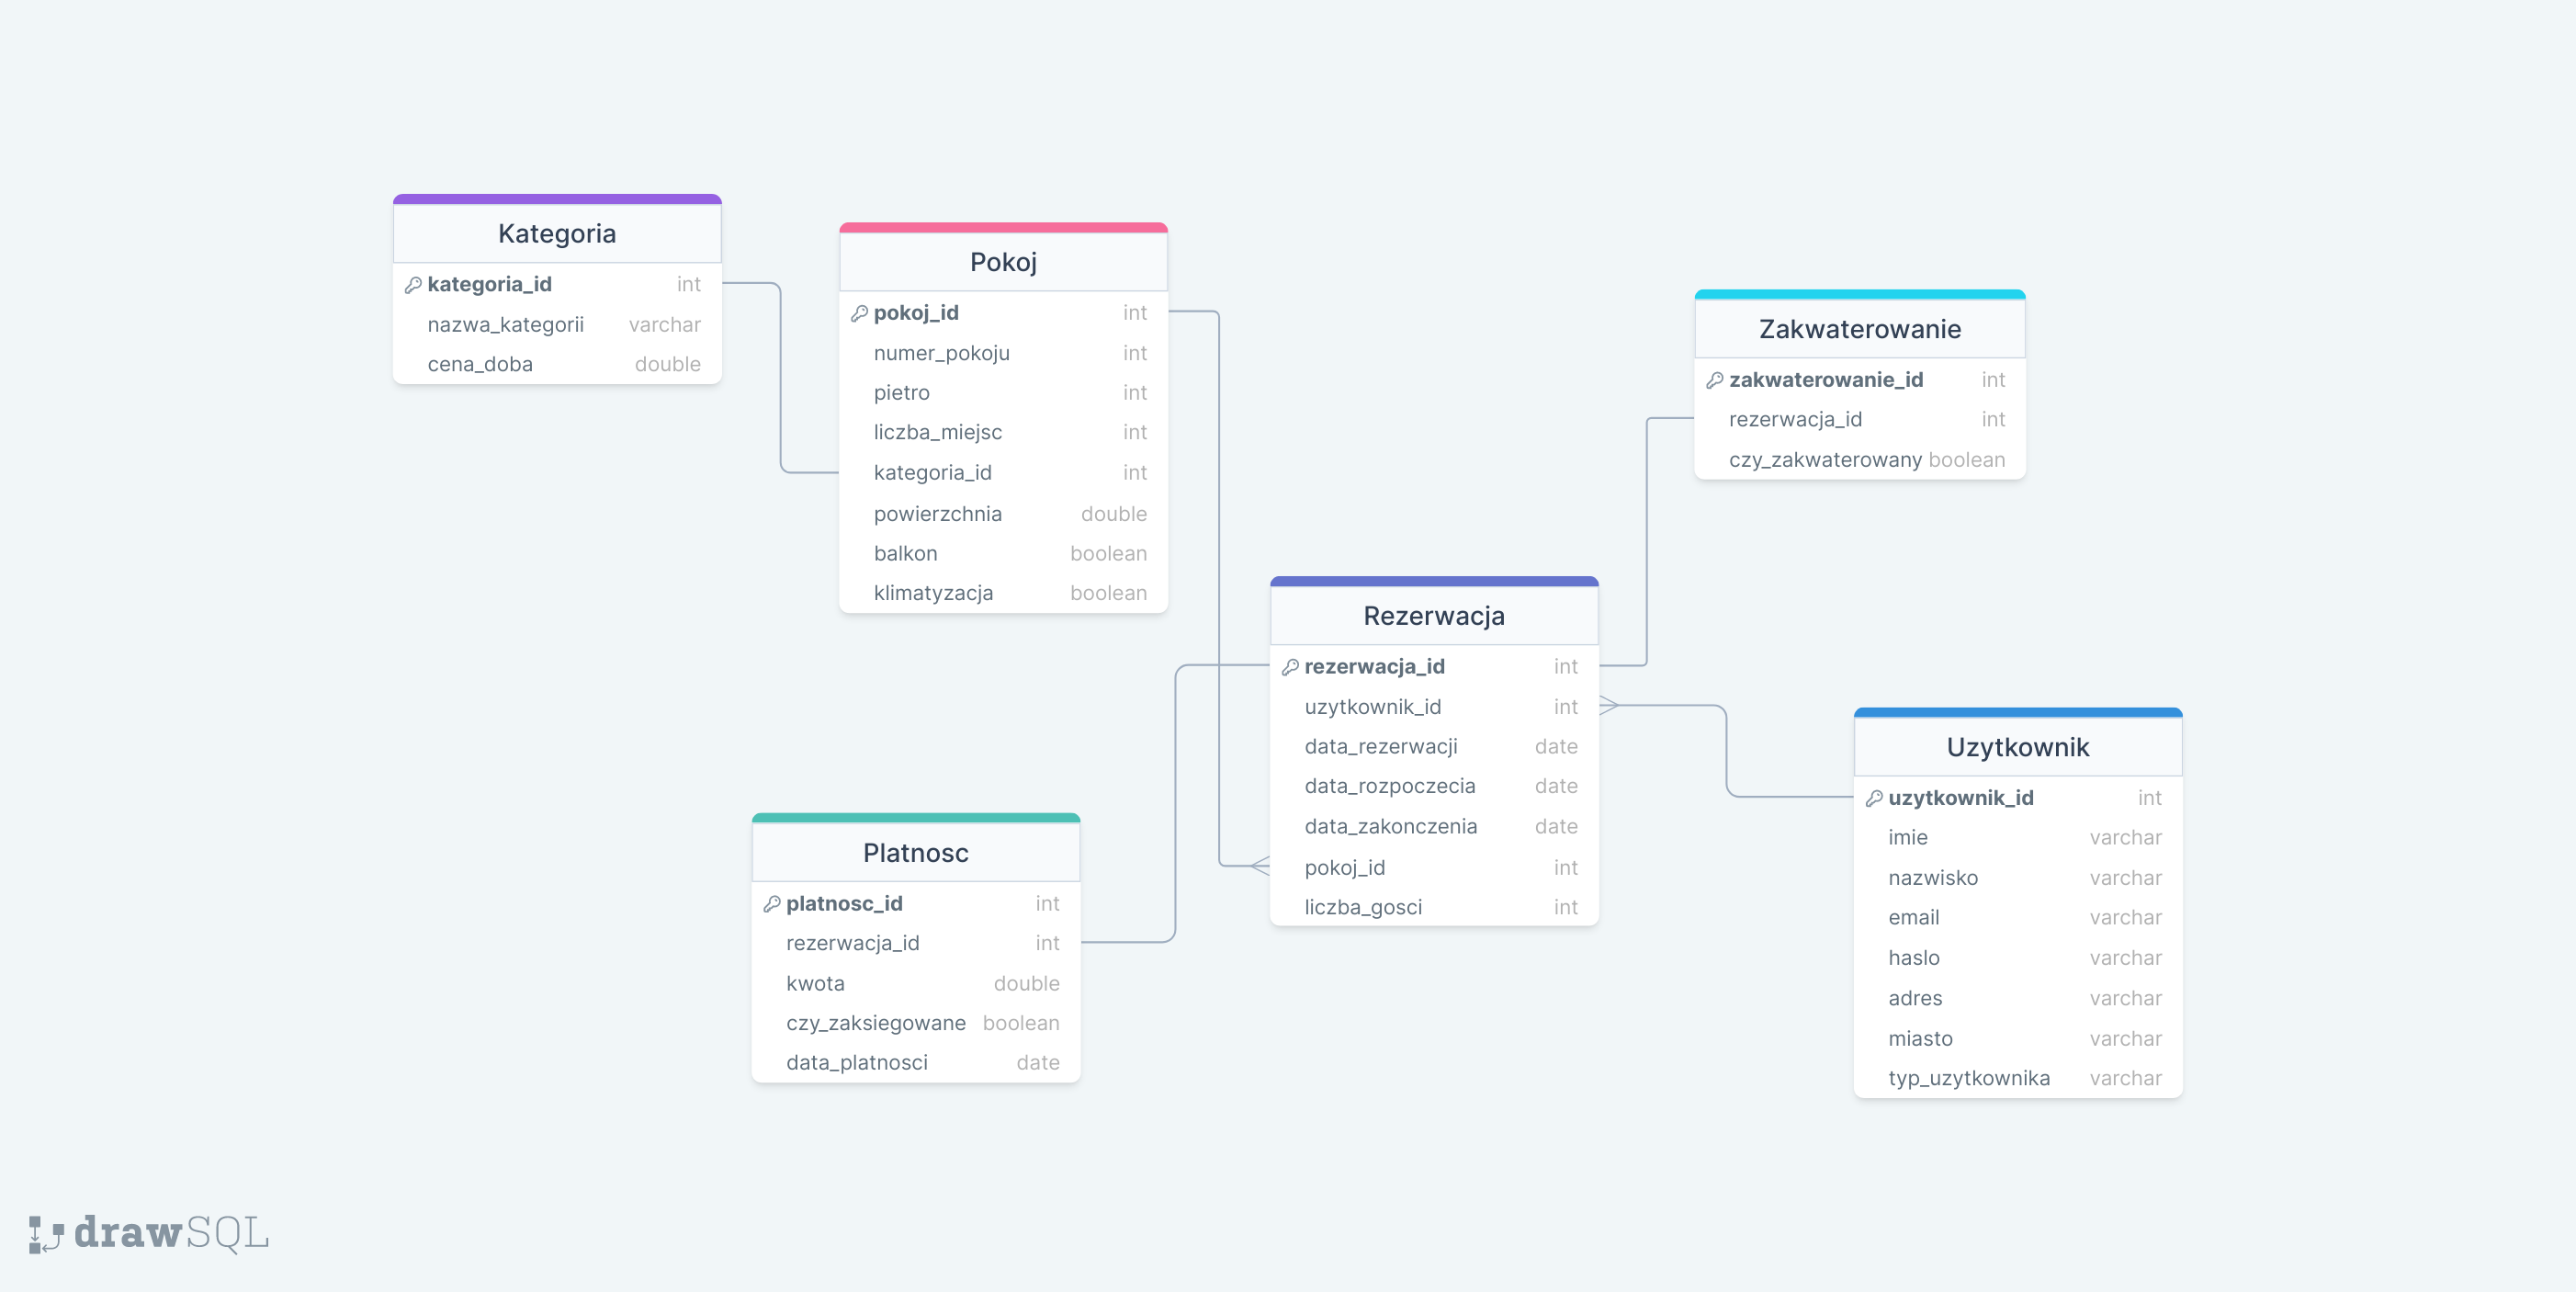 Kategoria
kategoria_id int
nazwa_kategorii varchar
cena_doba double
Pokoj
pokoj_id int
numer_pokoju int
pietro int
liczba_miejsc int
kategoria_id int
powierzchnia double
balkon boolean
klimatyzacja boolean
Zakwaterowanie
zakwaterowanie_id int
rezerwacja_id int
czy_zakwaterowany boolean
Rezerwacja
rezerwacja_id int
uzytkownik_id int
data_rezerwacji date
data_rozpoczecia date
data_zakonczenia date
pokoj_id int
liczba_gosci int
Uzytkownik
uzytkownik_id int
imie varchar
nazwisko varchar
email varchar
haslo varchar
adres varchar
miasto varchar
typ_uzytkownika varchar
Platnosc
platnosc_id int
rezerwacja_id int
kwota double
czy_zaksiegowane boolean
data_platnosci date
drawSQL